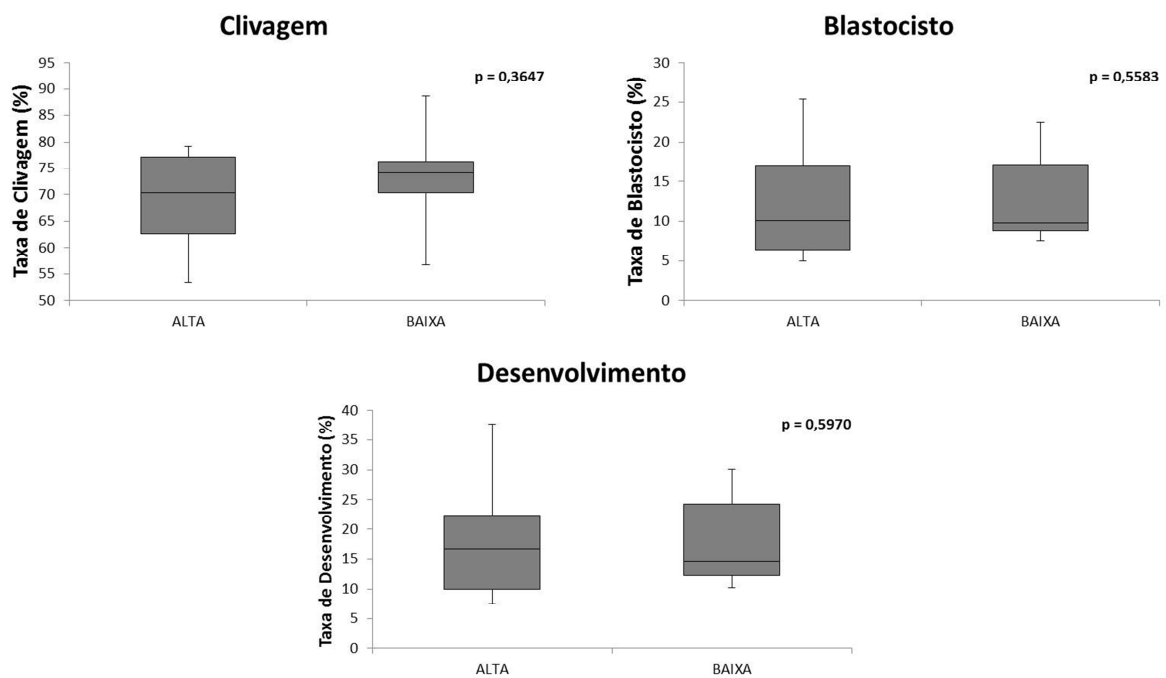 Clivagem
Taxa de Clivagem (%)
95
90
85
80
75
70
65
60
55
50
p = 0,3647
ALTA
BAIXA
Blastocisto
Taxa de Blastocisto (%)
30
25
20
15
10
5
0
p = 0,5583
ALTA
BAIXA
Desenvolvimento
Taxa de Desenvolvimento (%)
40
35
30
25
20
15
10
5
0
p = 0,5970
ALTA
BAIXA